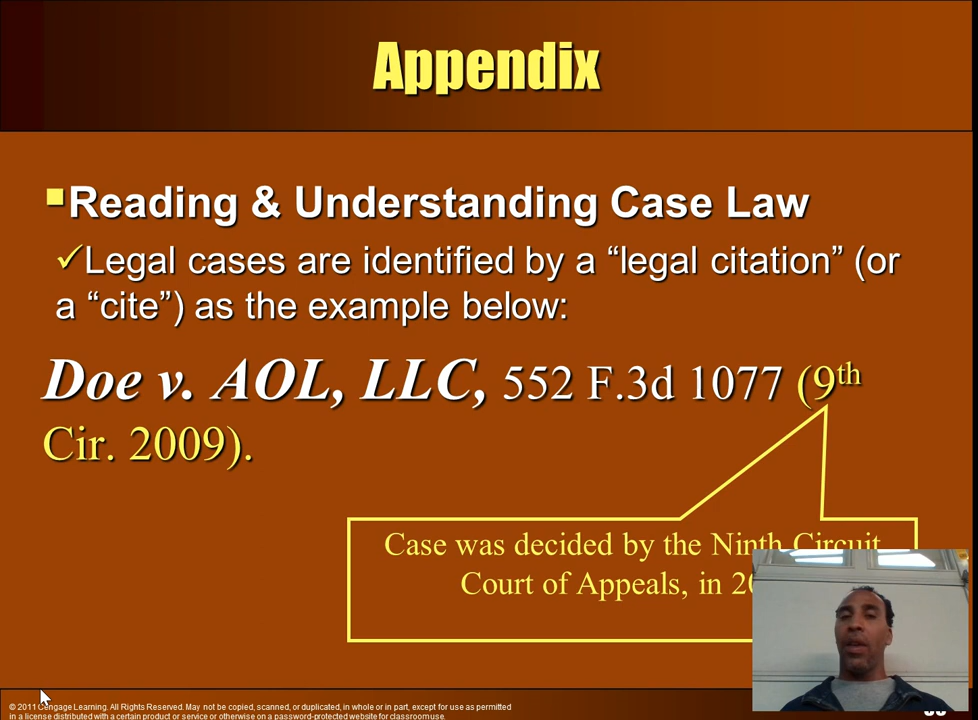 Appendix
Reading & Understanding Case Law
Legal cases are identified by a “legal citation” (or
a “cite”) as the example below:
Doe v. AOL, LLC, 552 F.3d 1077 (9th
Cir. 2009).
Case was decided by the Ninth Circuit
Court of Appeals, in
© 2011 Cengage Learning. All Rights Reserved. May not be copied, scanned, or duplicated, in whole or in part, except for use as permitted
in a license distributed with a certain product or service or otherwise on a password-protected website for classroom use.